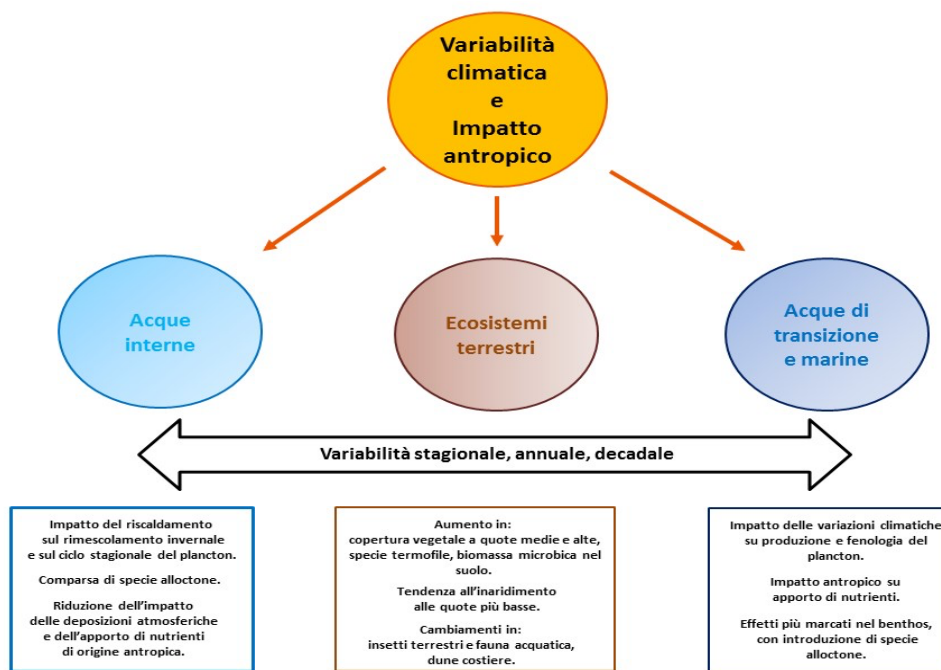 Variabilità
climatica
e
Impatto
antropico
Acque
interne
Ecosistemi
terrestri
Acque di
transizione
e marine
Variabilità stagionale, annuale, decadale
Impatto del riscaldamento
sul rimescolamento invernale
e sul ciclo stagionale del plancton.
Comparsa di specie alloctone.
Riduzione dell'impatto
delle deposizioni atmosferiche
e dell'apporto di nutrienti
di origine antropica.
Aumento in:
copertura vegetale a quote medie e alte,
specie termofile, biomassa microbica nel
suolo.
Tendenza all'inaridimento
alle quote più basse.
Cambiamenti in:
insetti terrestri e fauna acquatica,
dune costiere.
Impatto delle variazioni climatiche
su produzione e fenologia del
plancton.
Impatto antropico su
apporto di nutrienti.
Effetti più marcati nel benthos,
con introduzione di specie
alloctone.